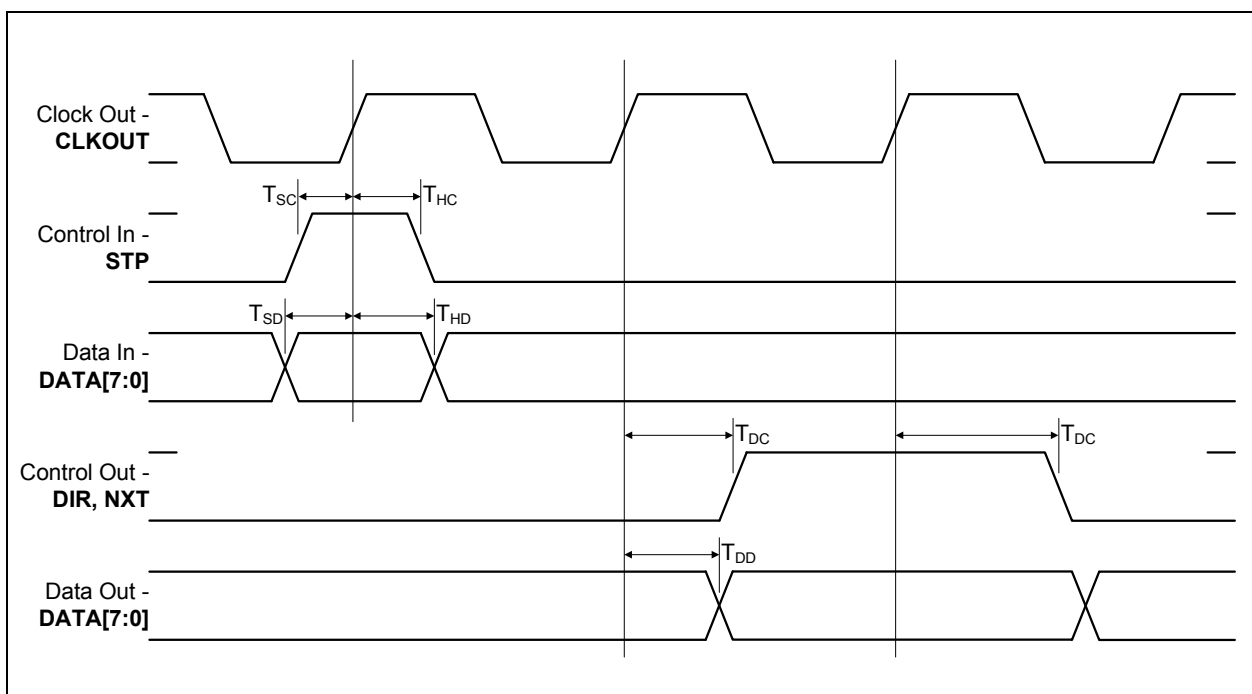 Clock Out -
CLKOUT
T_SC
T_HC
Control In -
STP
T_SD
T_HD
Data In -
DATA[7:0]
T_DC
T_DC
Control Out -
DIR, NXT
T_DD
Data Out -
DATA[7:0]